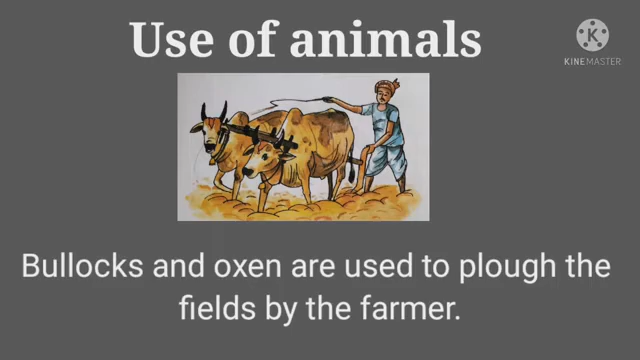 Use of animals
K
KINEMASTER
Bullocks and oxen are used to plough the
fields by the farmer.